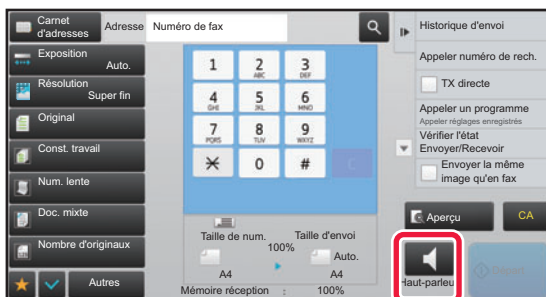 Carnet
d'adresses
Adresse
Numéro de fax
Exposition
Auto.
Résolution
Super fin
Original
Const. travail
Num. lente
Doc. mixte
Nombre d'originaux
Autres
1
2
ABC
3
DEF
4
GHI
5
JKL
6
MNO
7
PQRS
8
TUV
9
WXYZ
0
#
C
Taille de num.
Taille d'envoi
100%
Auto.
A4
A4
Mémoire réception : 100%
Historique d'envoi
Appeler numéro de rech.
TX directe
Appeler un programme
Appeler réglages enregistrés
Vérifier l'état
Envoyer/Recevoir
Envoyer la même
image qu'en fax
Aperçu
CA
Haut-parleu
Départ